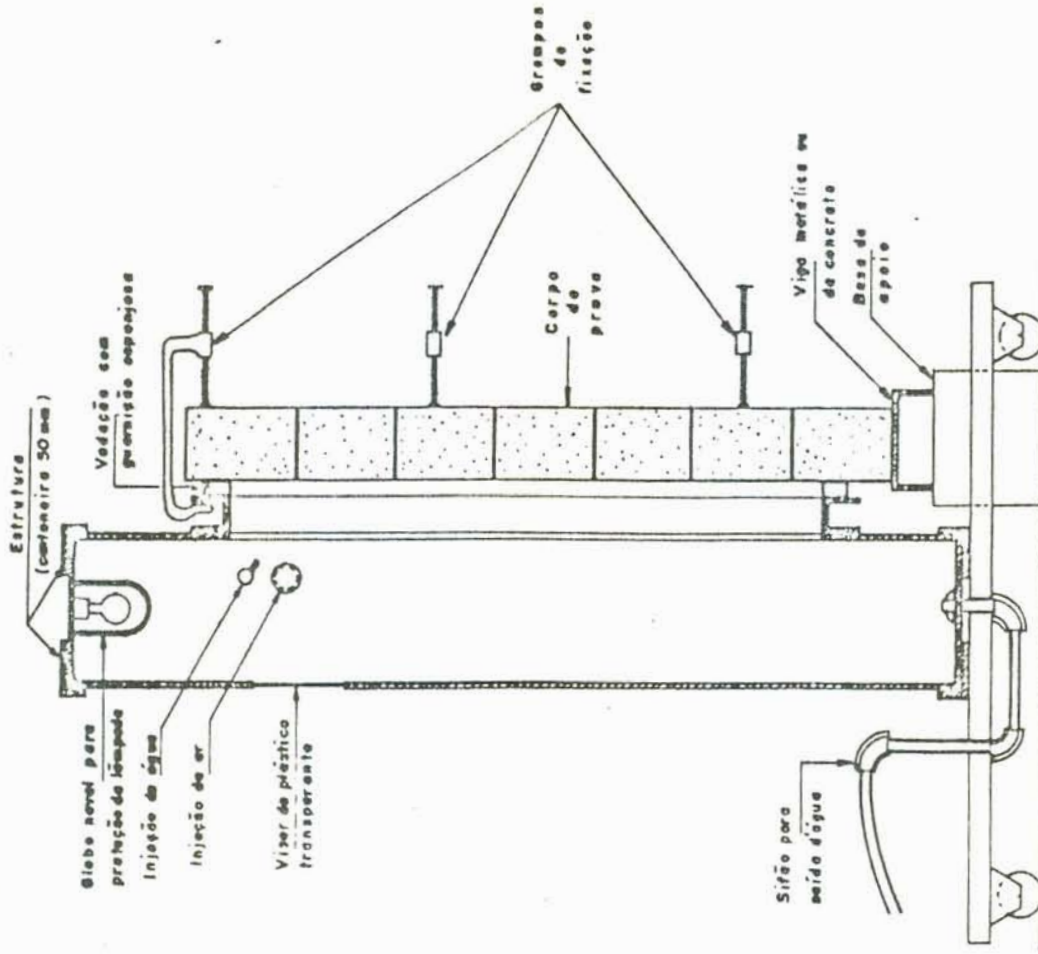 Estrutura
(cantoneira 50 mm)
Vedação com
guarnição esponjosa
Grampos
de
fixação
Globo naval para
proteção da lâmpada
Injeção de água
Injeção de ar
Visor de plástico
transparente
Corpo
de
prova
Viga metálica ou
de concreto
Base de
apoio
Sifão para
saída d'água